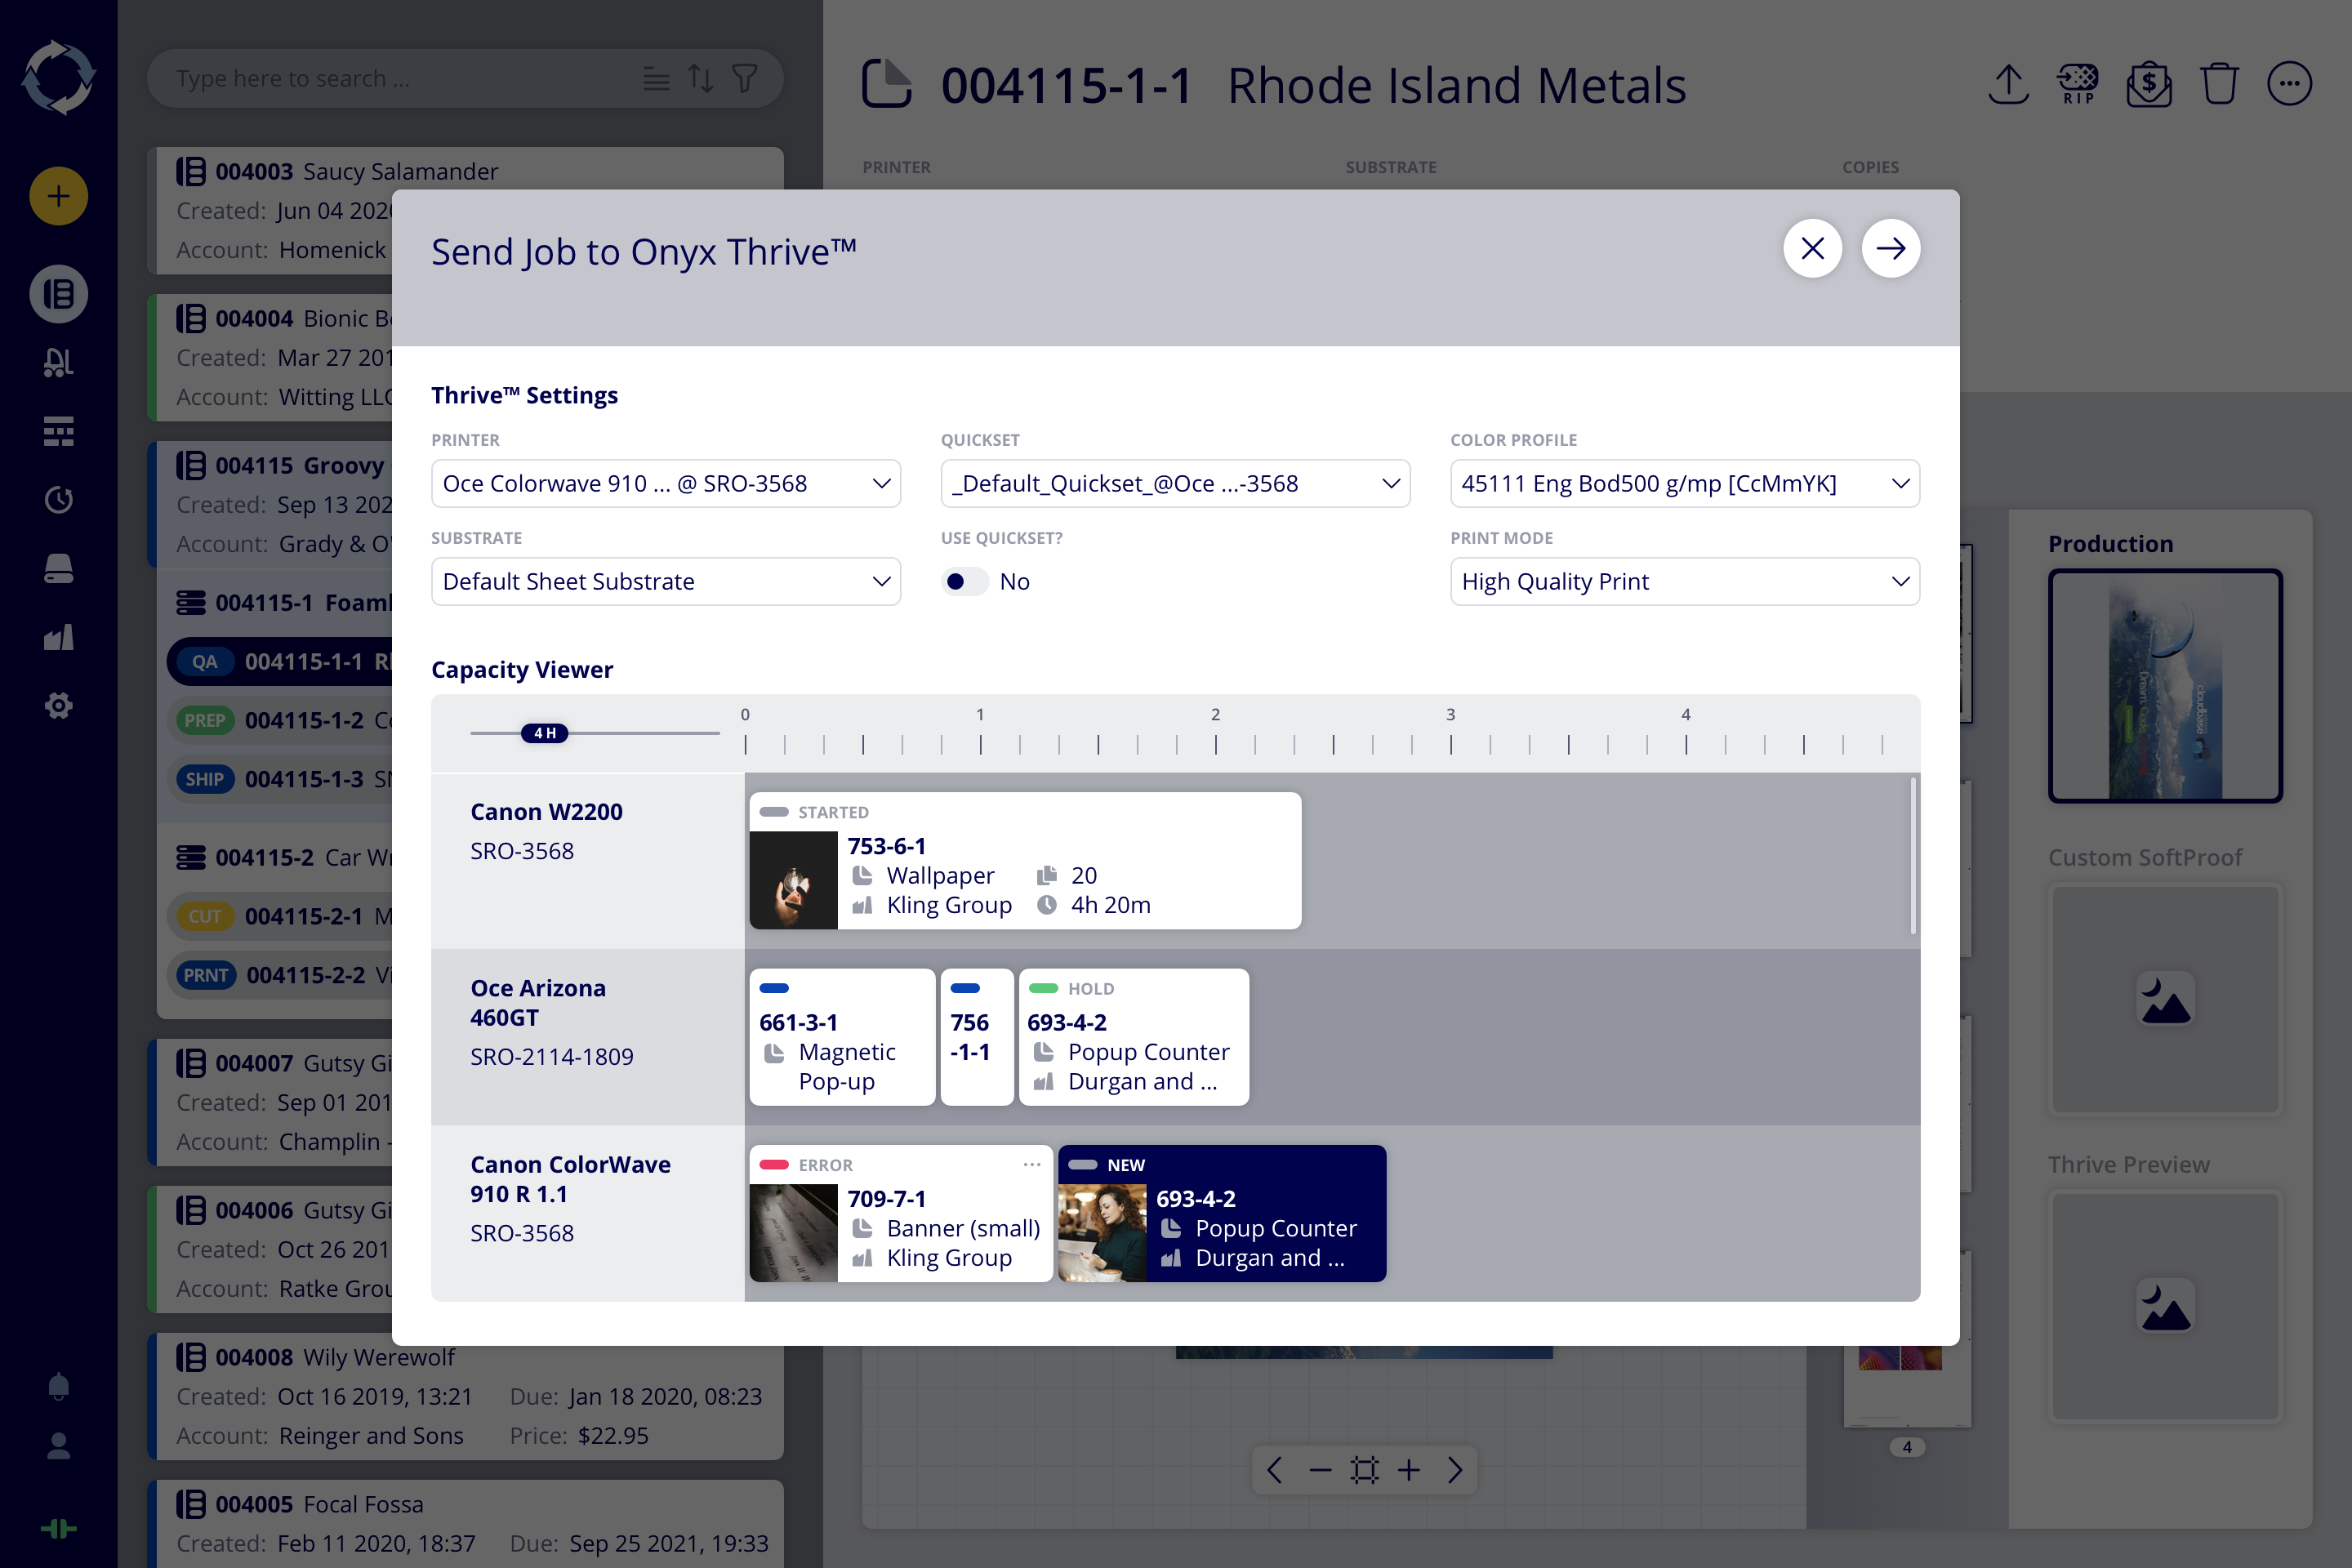 Type here to search ...
004115-1-1 Rhode Island Metals
RIP
PRINTER SUBSTRATE COPIES
004003 Saucy Salamander
Created: Jun 04 202
Account: Homenick
004004 Bionic B
Created: Mar 27 201
Account: Witting LLC
004115 Groovy
Created: Sep 13 202
Account: Grady & O'
004115-1 Foam
QA 004115-1-1 R
PREP 004115-1-2 C
SHIP 004115-1-3 S
004115-2 Car W
CUT 004115-2-1 M
PRNT 004115-2-2 Vi
004007 Gutsy Gi
Created: Sep 01 201
Account: Champlin -
004006 Gutsy Gi
Created: Oct 26 201
Account: Ratke Grou
004008 Wily Werewolf
Created: Oct 16 2019, 13:21 Due: Jan 18 2020, 08:23
Account: Reinger and Sons Price: $22.95
004005 Focal Fossa
Created: Feb 11 2020, 18:37 Due: Sep 25 2021, 19:33
Send Job to Onyx Thrive™
Thrive™ Settings
PRINTER QUICKSET COLOR PROFILE
Oce Colorwave 910 ... @ SRO-3568 _Default_Quickset_@Oce ...-3568 45111 Eng Bod500 g/mp [CcMmYK]
SUBSTRATE USE QUICKSET? PRINT MODE
Default Sheet Substrate No High Quality Print
Capacity Viewer
4 H 0 1 2 3 4
Canon W2200
SRO-3568
STARTED
753-6-1
Wallpaper 20
Kling Group 4h 20m
Oce Arizona
460GT
SRO-2114-1809
661-3-1
Magnetic
Pop-up
756
-1-1
HOLD
693-4-2
Popup Counter
Durgan and ...
Canon ColorWave
910 R 1.1
SRO-3568
ERROR ...
709-7-1
Banner (small)
Kling Group
NEW
693-4-2
Popup Counter
Durgan and ...
Production
Custom SoftProof
Thrive Preview
4